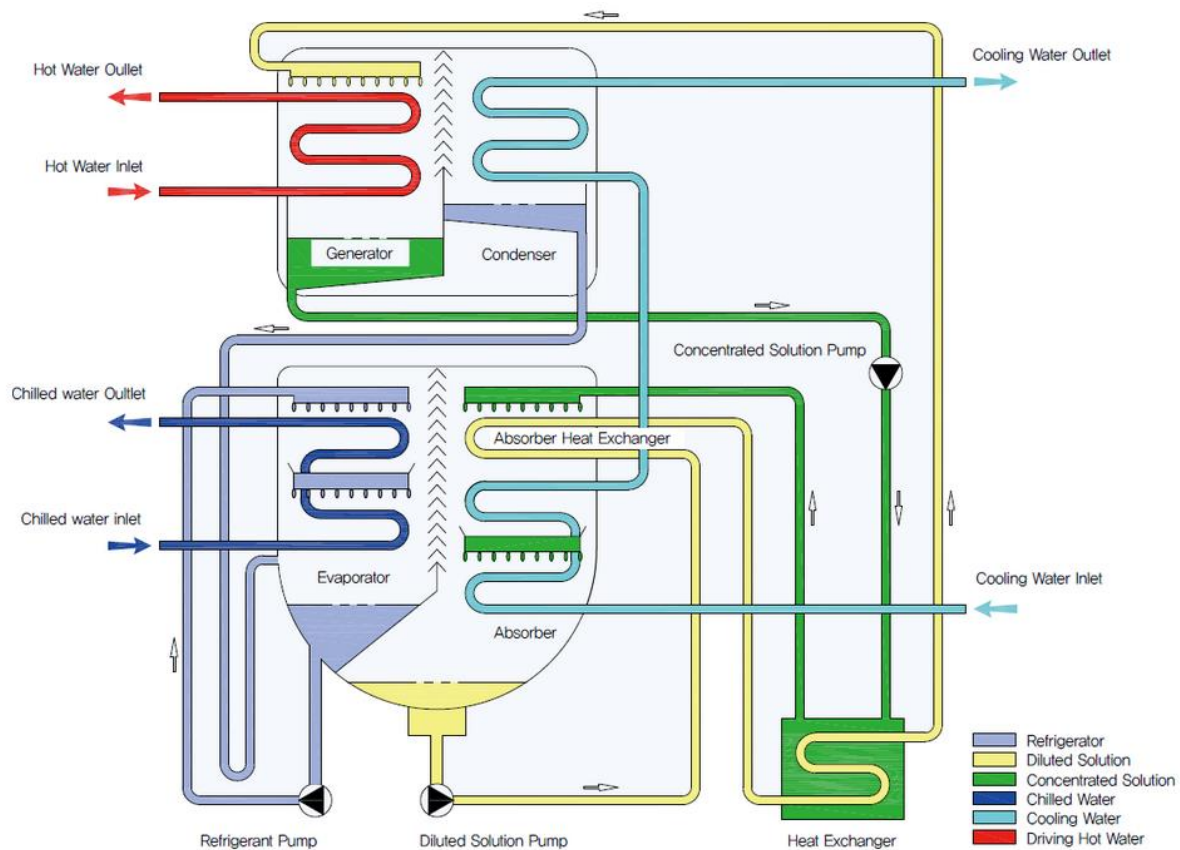 Hot Water Oullet
Cooling Water Outlet
Hot Water Inlet
Generator
Condenser
Concentrated Solution Pump
Chilled water Oultlet
Absorber Heat Exchanger
Chilled water inlet
Evaporator
Cooling Water Inlet
Absorber
Refrigerator
Diluted Solution
Concentrated Solution
Chilled Water
Cooling Water
Driving Hot Water
Refrigerant Pump
Diluted Solution Pump
Heat Exchanger